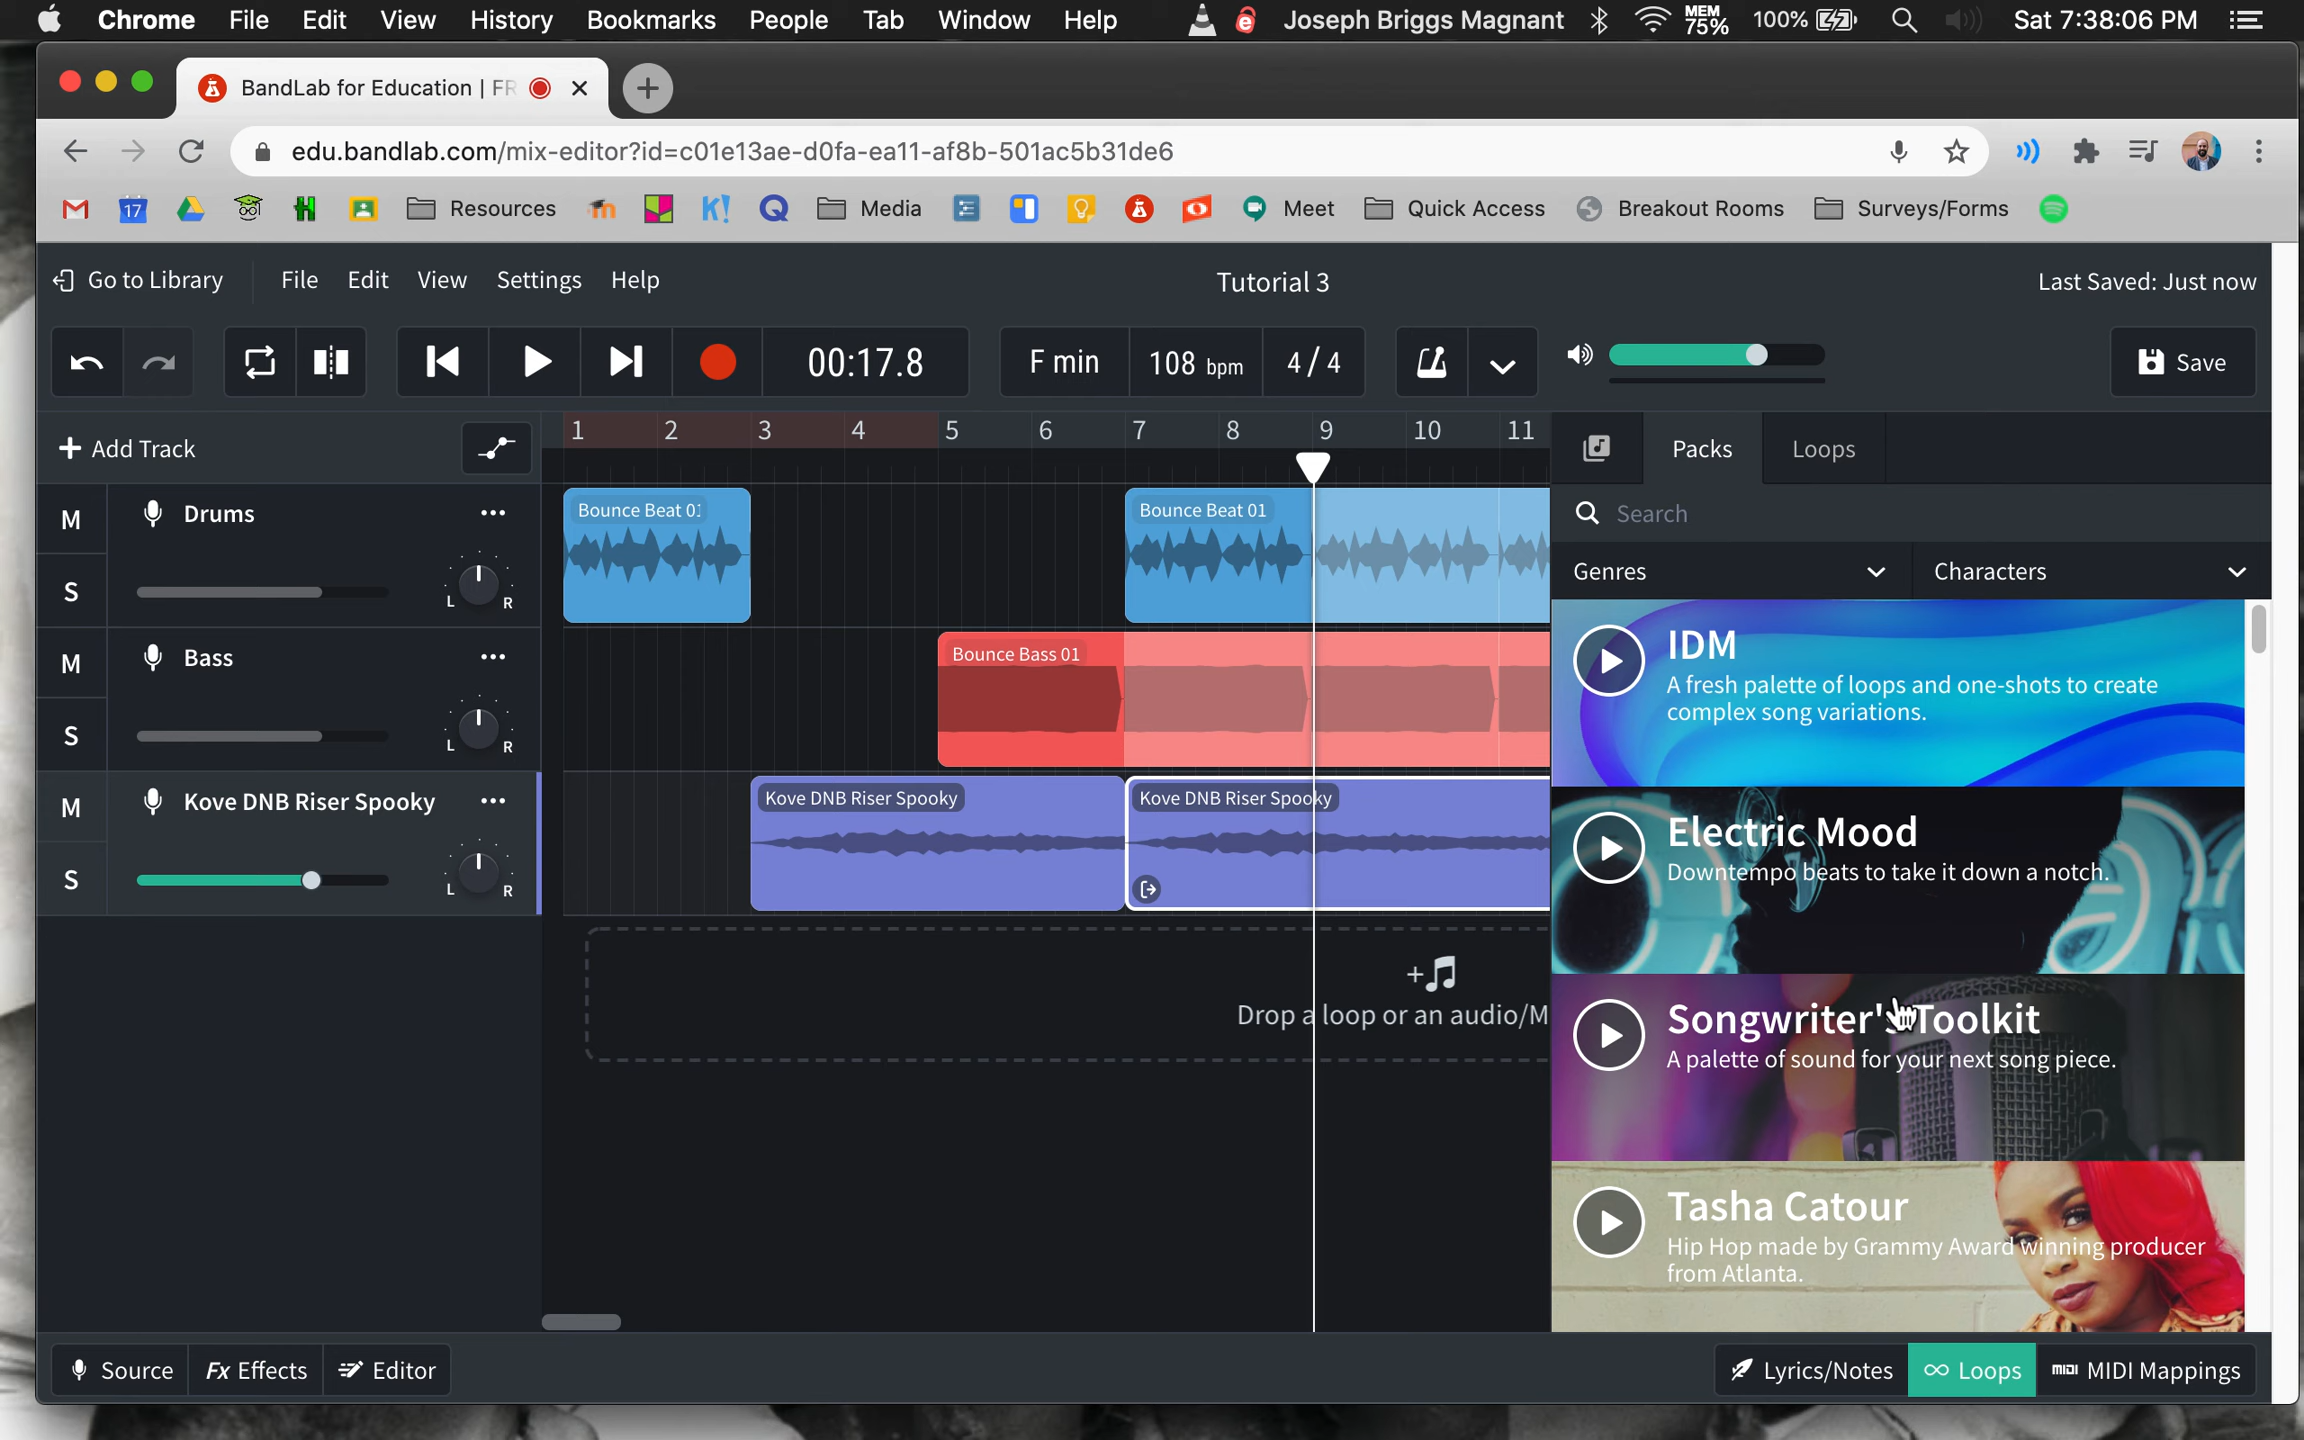 Chrome File Edit View History Bookmarks People Tab Window Help Joseph Briggs Magnant MEM 75% 100% Sat 7:38:06 PM
BandLab for Education | FR
edu.bandlab.com/mix-editor?id=c01e13ae-d0fa-ea11-af8b-501ac5b31de6
17 Resources K! Media Meet Quick Access Breakout Rooms Surveys/Forms
Go to Library File Edit View Settings Help Tutorial 3 Last Saved: Just now
00:17.8 F min 108 bpm 4 / 4 Save
Add Track 1 2 3 4 5 6 7 8 9 10 11 Packs Loops
Search
Genres Characters
M Drums
S L R
Bounce Beat 01
Bounce Beat 01
M Bass
S L R
Bounce Bass 01
M Kove DNB Riser Spooky
S L R
Kove DNB Riser Spooky
Kove DNB Riser Spooky
Drop a loop or an audio/M
IDM
A fresh palette of loops and one-shots to create
complex song variations.
Electric Mood
Downtempo beats to take it down a notch.
Songwriter's Toolkit
A palette of sound for your next song piece.
Tasha Catour
Hip Hop made by Grammy Award winning producer
from Atlanta.
Source Fx Effects Editor Lyrics/Notes Loops MIDI MIDI Mappings